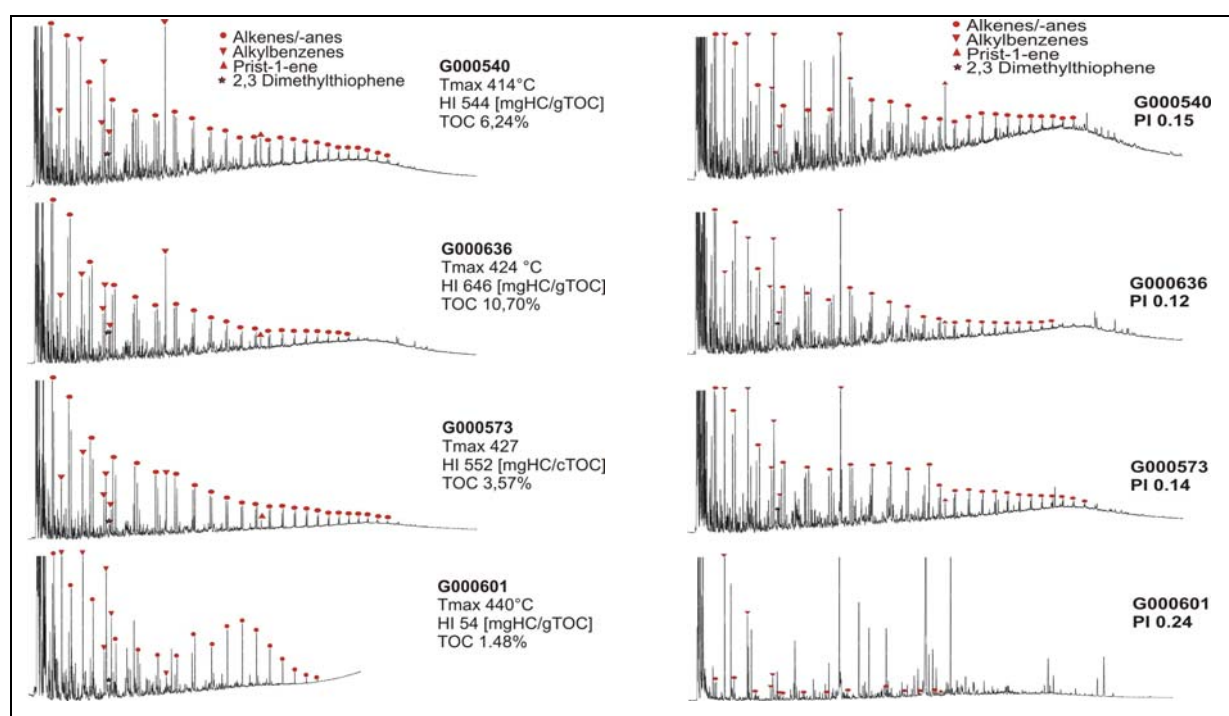 Alkenes/-anes
Alkylbenzenes
Prist-1-ene
2,3 Dimethylthiophene
G000540
Tmax 414°C
HI 544 [mgHC/gTOC]
TOC 6,24%
G000636
Tmax 424 °C
HI 646 [mgHC/gTOC]
TOC 10,70%
G000573
Tmax 427
HI 552 [mgHC/cTOC]
TOC 3,57%
G000601
Tmax 440°C
HI 54 [mgHC/gTOC]
TOC 1.48%
Alkenes/-anes
Alkylbenzenes
Prist-1-ene
2,3 Dimethylthiophene
G000540
PI 0.15
G000636
PI 0.12
G000573
PI 0.14
G000601
PI 0.24